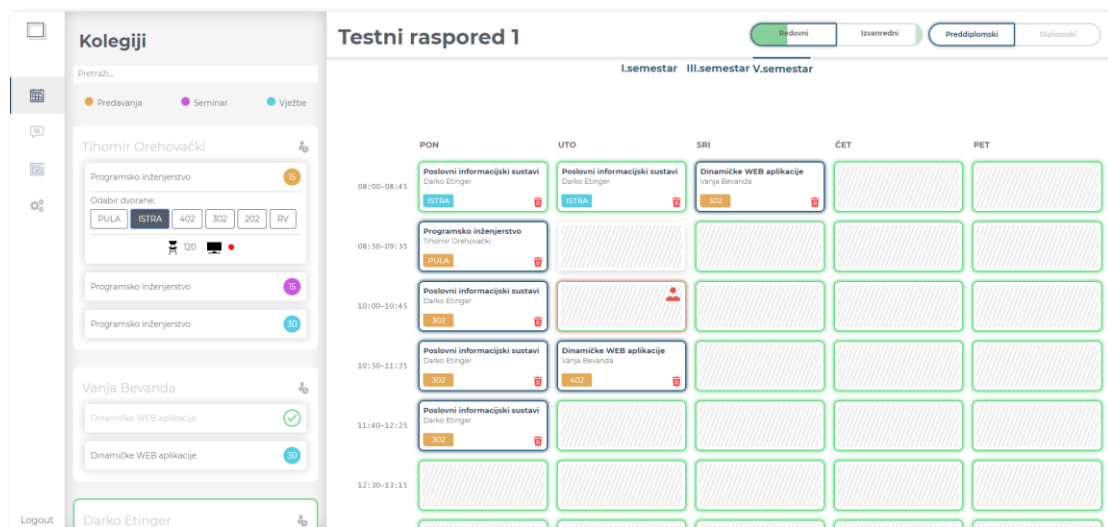 Kolegiji
Pretraži...
Predavanja Seminar Vježbe
Tihomir Orehovački
Programsko inženjerstvo 15
Odabir dvorane:
PULA ISTRA 402 302 202 RV
120
Programsko inženjerstvo 15
Programsko inženjerstvo 30
Vanja Bevanda
Dinamičke WEB aplikacije
Dinamičke WEB aplikacije 30
Darko Etinger
Logout
Testni raspored 1
Redovni Izvanredni Preddiplomski Diplomski
I.semestar III.semestar V.semestar
PON UTO SRI ČET PET
08:00-08:45
Poslovni informacijski sustavi
Darko Etinger
ISTRA
Poslovni informacijski sustavi
Darko Etinger
ISTRA
Dinamičke WEB aplikacije
Vanja Bevanda
302
08:50-09:35
Programsko inženjerstvo
Tihomir Orehovački
PULA
10:00-10:45
Poslovni informacijski sustavi
Darko Etinger
302
10:50-11:35
Poslovni informacijski sustavi
Darko Etinger
302
Dinamičke WEB aplikacije
Vanja Bevanda
402
11:40-12:25
Poslovni informacijski sustavi
Darko Etinger
302
12:30-13:15